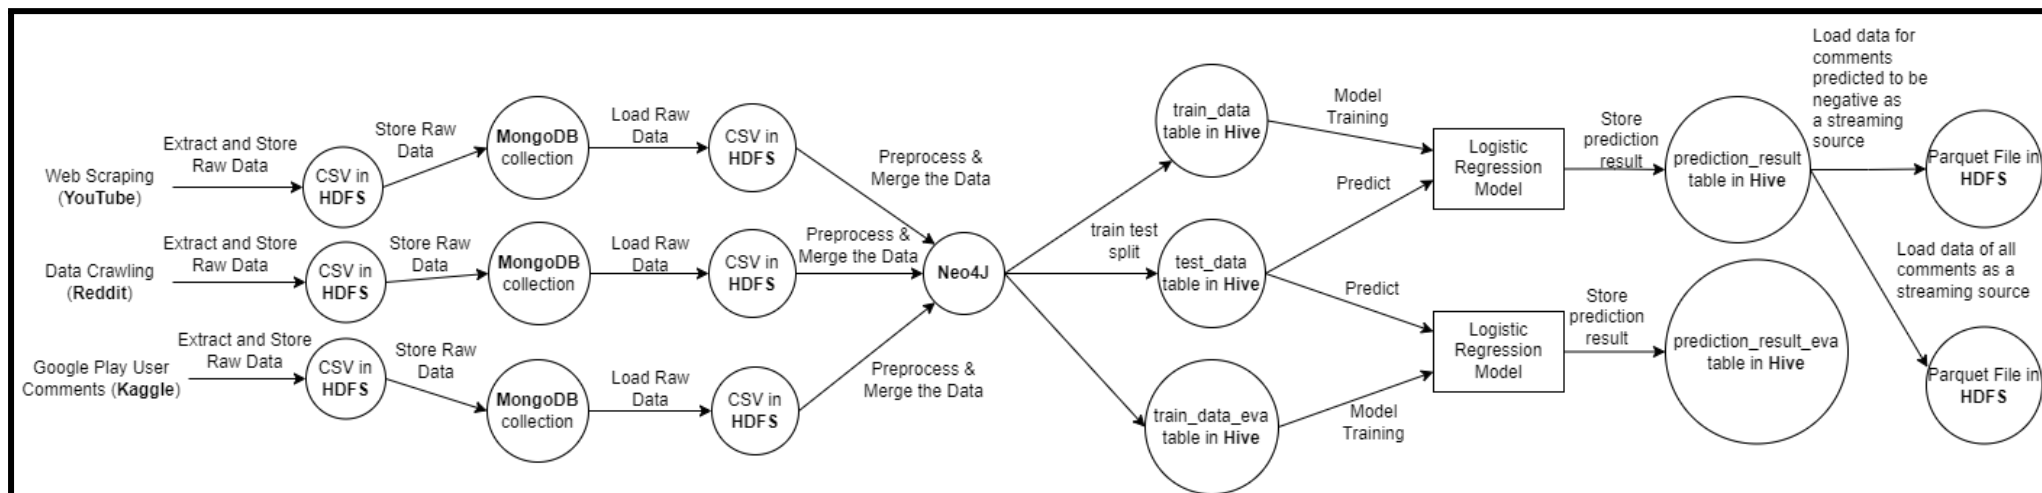 Extract and Store
Raw Data
Web Scraping
(YouTube)
CSV in
HDFS
Store Raw
Data
MongoDB
collection
Load Raw
Data
CSV in
HDFS
Preprocess &
Merge the Data
Extract and Store
Raw Data
Data Crawling
(Reddit)
CSV in
HDFS
Store Raw
Data
MongoDB
collection
Load Raw
Data
CSV in
HDFS
Preprocess &
Merge the Data
Extract and Store
Raw Data
Google Play User
Comments (Kaggle)
CSV in
HDFS
Store Raw
Data
MongoDB
collection
Load Raw
Data
CSV in
HDFS
Preprocess &
Merge the Data
Neo4J
train test
split
train_data
table in Hive
test_data
table in Hive
train_data_eva
table in Hive
Model
Training
Predict
Predict
Model
Training
Logistic
Regression
Model
Logistic
Regression
Model
Store
prediction
result
Store
prediction
result
prediction_result
table in Hive
prediction_result_eva
table in Hive
Load data for
comments
predicted to be
negative as
a streaming
source
Parquet File in
HDFS
Load data of all
comments as a
streaming source
Parquet File in
HDFS